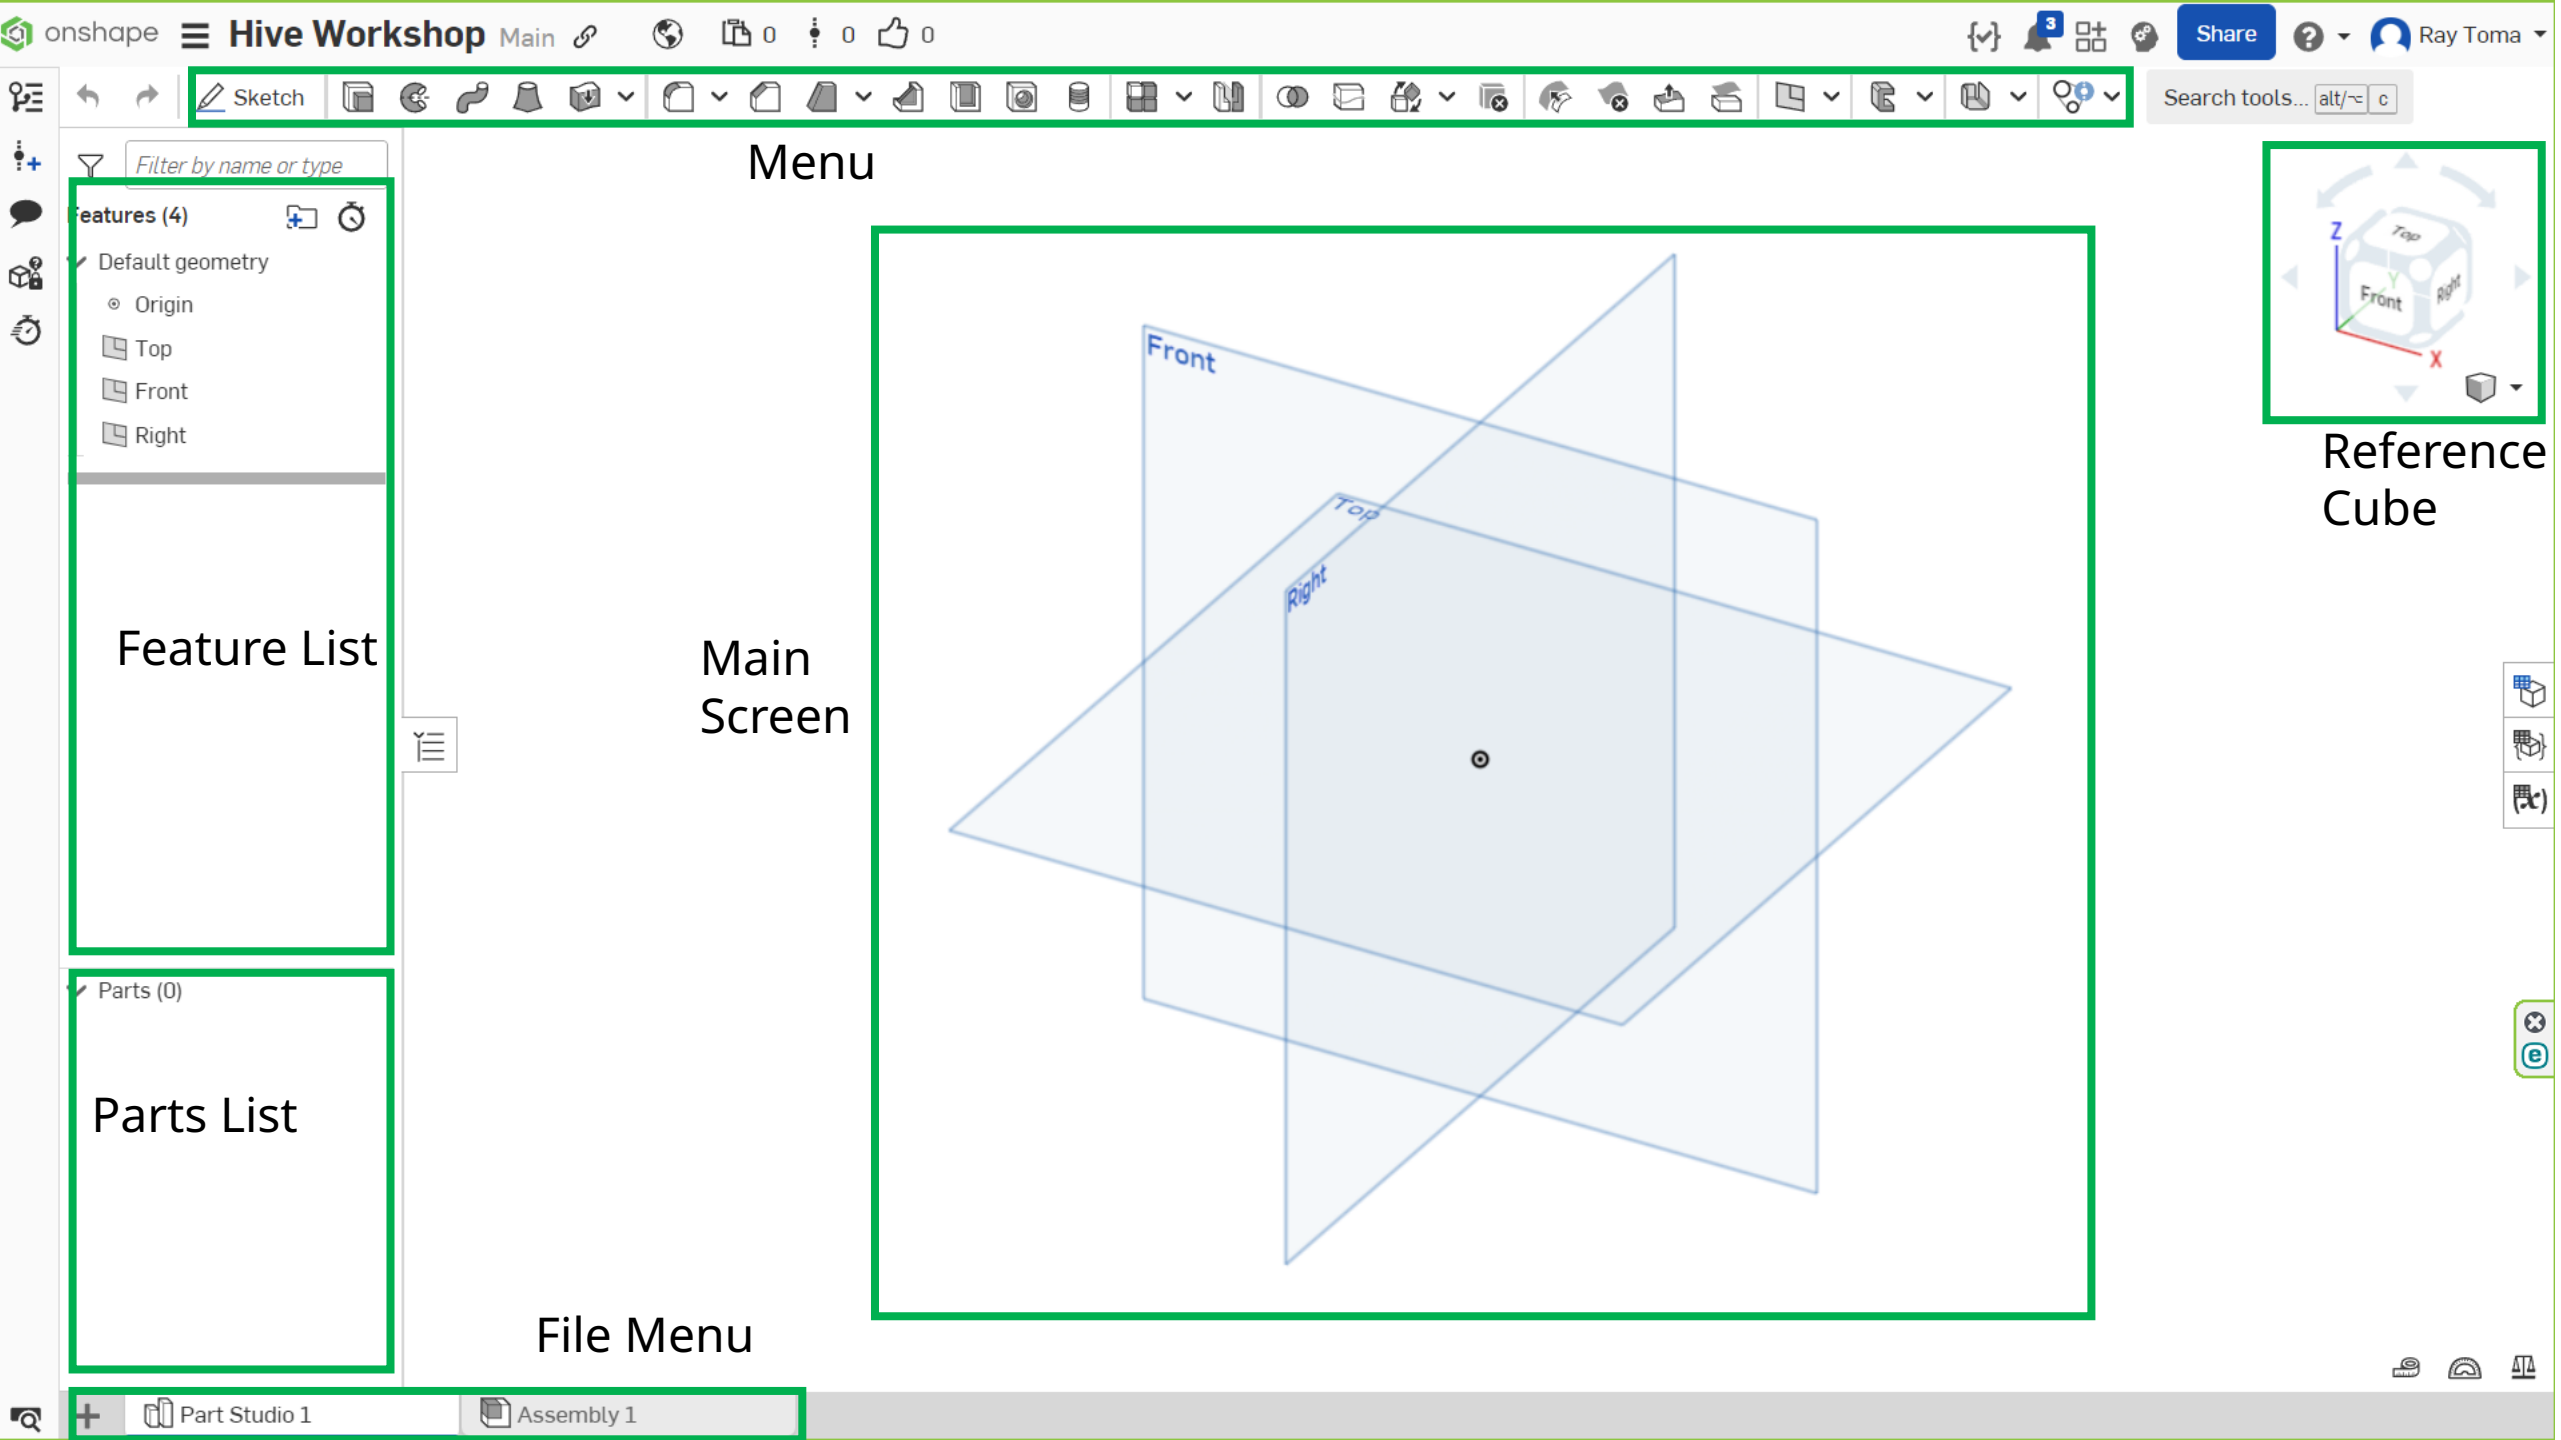 onshape Hive Workshop Main 0 0 0 3 Share Ray Toma
Sketch Search tools... alt/⌥ c
Menu
Filter by name or type
Features (4)
Default geometry
Origin
Top
Front
Right
Feature List
Parts (0)
Parts List
Main
Screen
Front
Top
Right
Z
Top
Y
Front
Right
X
Reference
Cube
(x)
e
File Menu
Part Studio 1 Assembly 1